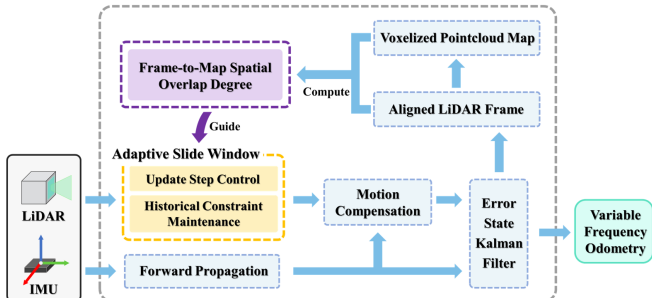 Voxelized Pointcloud Map
Frame-to-Map Spatial
Overlap Degree
Compute
Aligned LiDAR Frame
Guide
Adaptive Slide Window
Update Step Control
Historical Constraint
Maintenance
LiDAR
Motion
Compensation
Error
State
Kalman
Filter
Variable
Frequency
Odometry
IMU
Forward Propagation